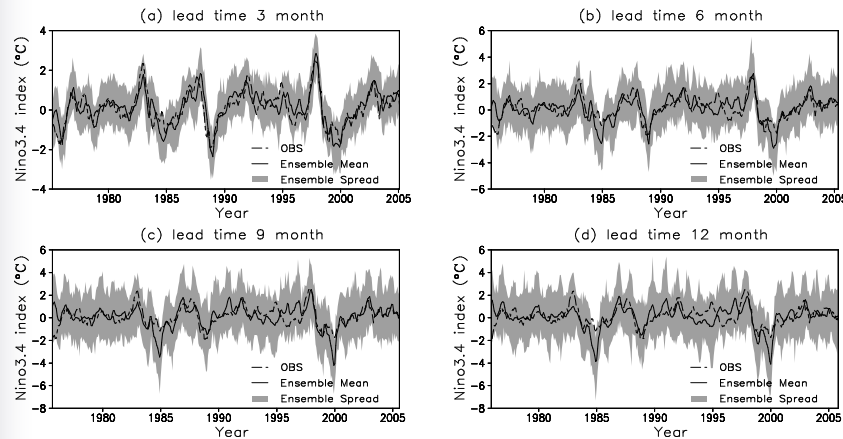 (a) lead time 3 month
4
2
0
−2
−4
Nino3.4 index (°C)
OBS
Ensemble Mean
Ensemble Spread
1980 1985 1990 1995 2000 2005
Year
(b) lead time 6 month
6
4
2
0
−2
−4
−6
Nino3.4 index (°C)
OBS
Ensemble Mean
Ensemble Spread
1980 1985 1990 1995 2000 2005
Year
(c) lead time 9 month
6
4
2
0
−2
−4
−6
−8
Nino3.4 index (°C)
OBS
Ensemble Mean
Ensemble Spread
1980 1985 1990 1995 2000 2005
Year
(d) lead time 12 month
6
4
2
0
−2
−4
−6
−8
Nino3.4 index (°C)
OBS
Ensemble Mean
Ensemble Spread
1980 1985 1990 1995 2000 2005
Year